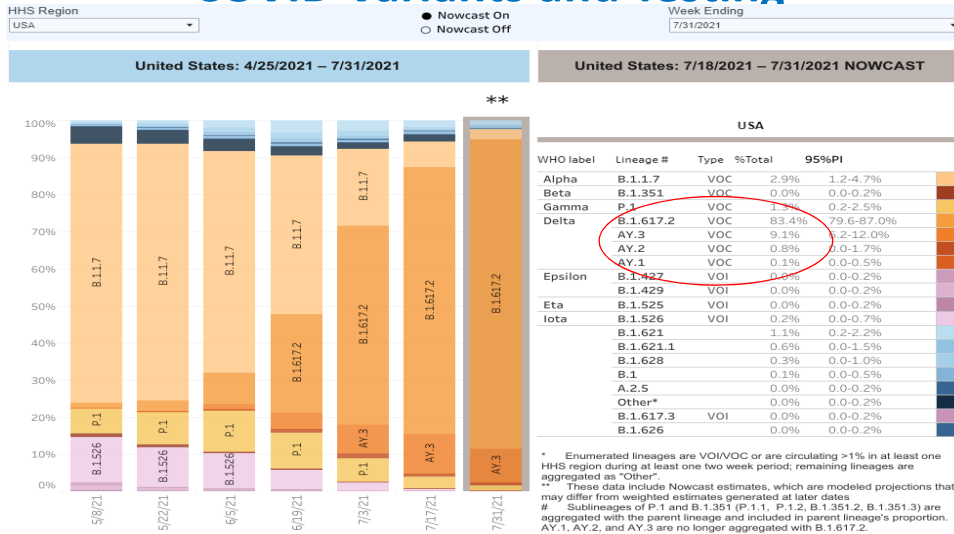 COVID Variants and Testing
HHS Region
USA
Nowcast On
Nowcast Off
Week Ending
7/31/2021
United States: 4/25/2021 – 7/31/2021
United States: 7/18/2021 – 7/31/2021 NOWCAST
**
100%
90%
80%
70%
60%
50%
40%
30%
20%
10%
0%
B.1.1.7
P.1
B.1.526
B.1.1.7
P.1
B.1.526
B.1.1.7
P.1
B.1.526
B.1.1.7
B.1.617.2
P.1
B.1.1.7
B.1.617.2
AY.3
P.1
B.1.617.2
AY.3
B.1.617.2
AY.3
5/8/21
5/22/21
6/5/21
6/19/21
7/3/21
7/17/21
7/31/21
USA
WHO label Lineage # Type %Total 95%PI
Alpha B.1.1.7 VOC 2.9% 1.2-4.7%
Beta B.1.351 VOC 0.0% 0.0-0.2%
Gamma P.1 VOC 1.3% 0.2-2.5%
Delta B.1.617.2 VOC 83.4% 79.6-87.0%
AY.3 VOC 9.1% 6.2-12.0%
AY.2 VOC 0.8% 0.0-1.7%
AY.1 VOC 0.1% 0.0-0.5%
Epsilon B.1.427 VOI 0.0% 0.0-0.2%
B.1.429 VOI 0.0% 0.0-0.2%
Eta B.1.525 VOI 0.0% 0.0-0.2%
Iota B.1.526 VOI 0.2% 0.0-0.7%
B.1.621 1.1% 0.2-2.2%
B.1.621.1 0.6% 0.0-1.5%
B.1.628 0.3% 0.0-1.0%
B.1 0.1% 0.0-0.5%
A.2.5 0.0% 0.0-0.2%
Other* 0.0% 0.0-0.2%
B.1.617.3 VOI 0.0% 0.0-0.2%
B.1.626 0.0% 0.0-0.2%
* Enumerated lineages are VOI/VOC or are circulating >1% in at least one
HHS region during at least one two week period; remaining lineages are
aggregated as "Other".
** These data include Nowcast estimates, which are modeled projections that
may differ from weighted estimates generated at later dates
# Sublineages of P.1 and B.1.351 (P.1.1, P.1.2, B.1.351.2, B.1.351.3) are
aggregated with the parent lineage and included in parent lineage's proportion.
AY.1, AY.2, and AY.3 are no longer aggregated with B.1.617.2.